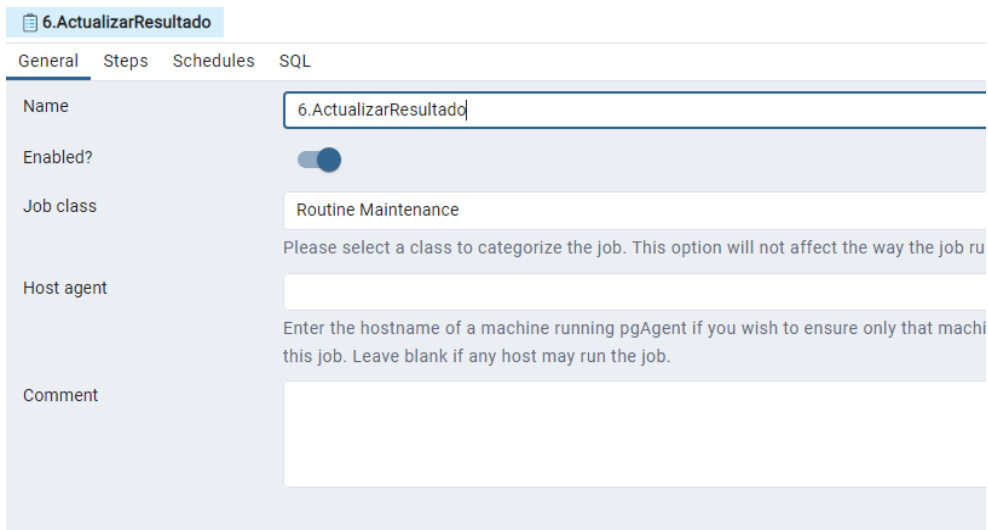 6.ActualizarResultado
General Steps Schedules SQL
Name
6.ActualizarResultado
Enabled?
Job class
Routine Maintenance
Please select a class to categorize the job. This option will not affect the way the job ru
Host agent
Enter the hostname of a machine running pgAgent if you wish to ensure only that machi
this job. Leave blank if any host may run the job.
Comment